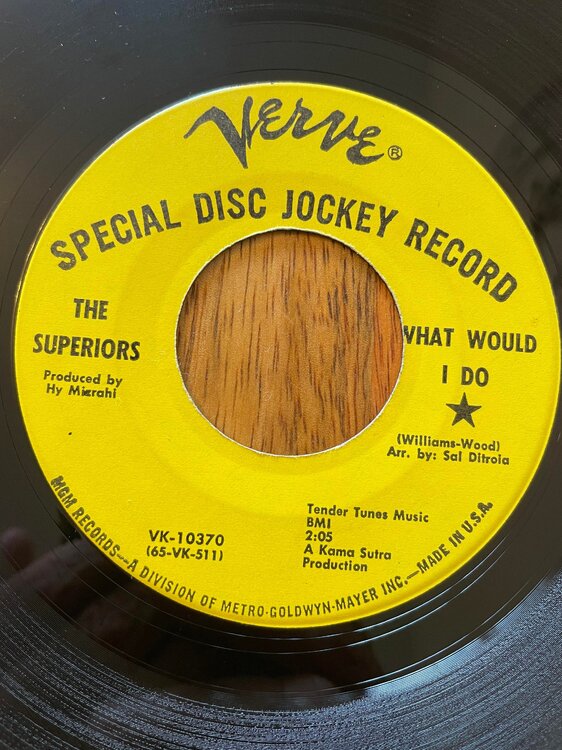 VERVE®
SPECIAL DISC JOCKEY RECORD
THE
SUPERIORS
Produced by
Hy Mizrahi
WHAT WOULD
I DO
★
(Williams-Wood)
Arr. by: Sal Ditroia
VK-10370
(65-VK-511)
Tender Tunes Music
BMI
2:05
A Kama Sutra
Production
MGM RECORDS—A DIVISION OF METRO-GOLDWYN-MAYER INC.—MADE IN U.S.A.